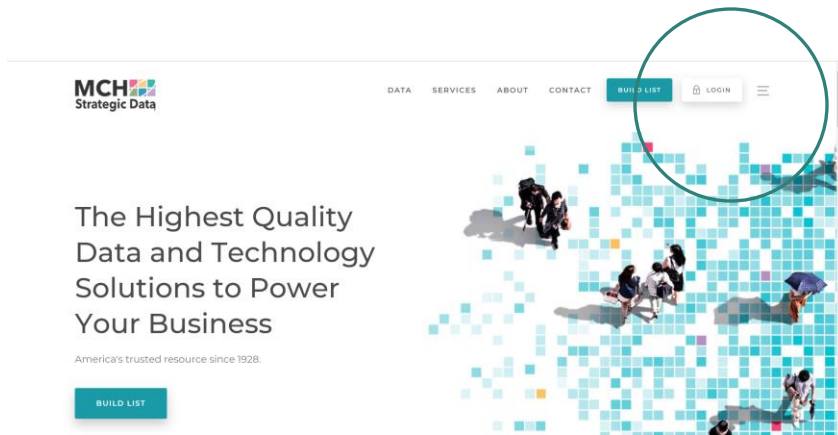 MCH
Strategic Data
DATA SERVICES ABOUT CONTACT BUILD LIST LOGIN
The Highest Quality
Data and Technology
Solutions to Power
Your Business
America's trusted resource since 1928.
BUILD LIST